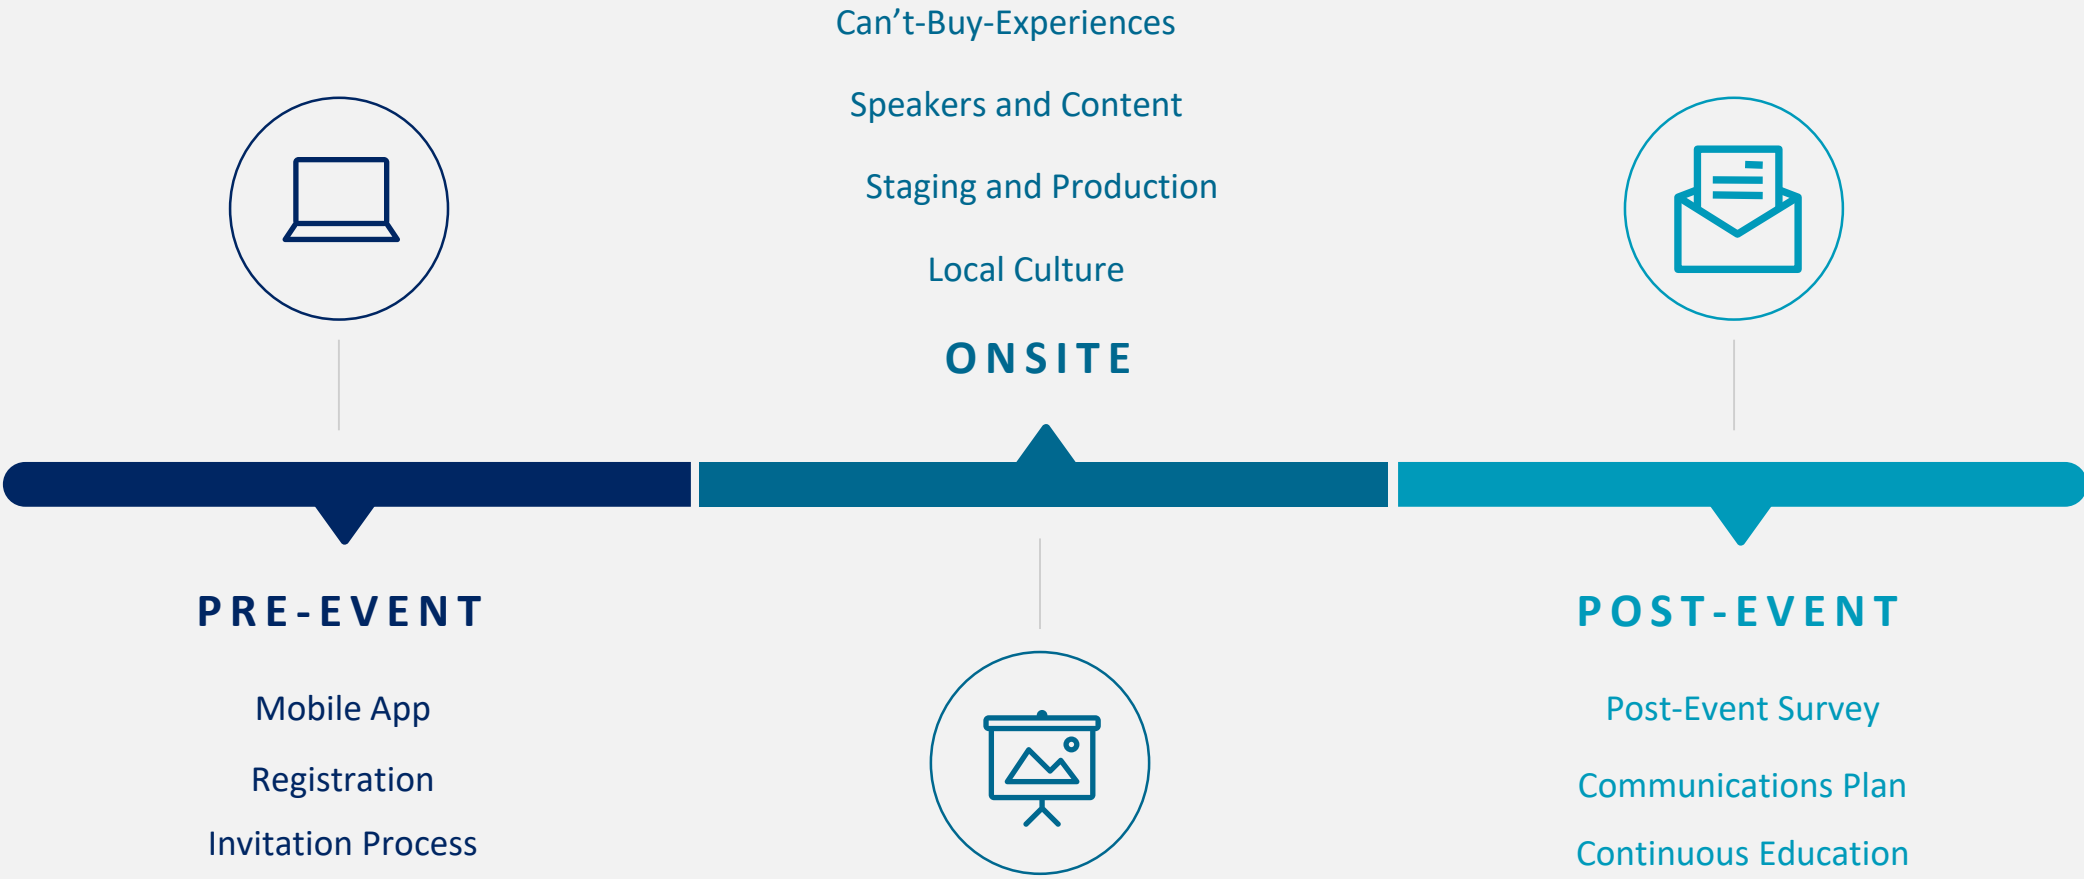 Can’t-Buy-Experiences
Speakers and Content
Staging and Production
Local Culture
ONSITE
PRE-EVENT
Mobile App
Registration
Invitation Process
POST-EVENT
Post-Event Survey
Communications Plan
Continuous Education